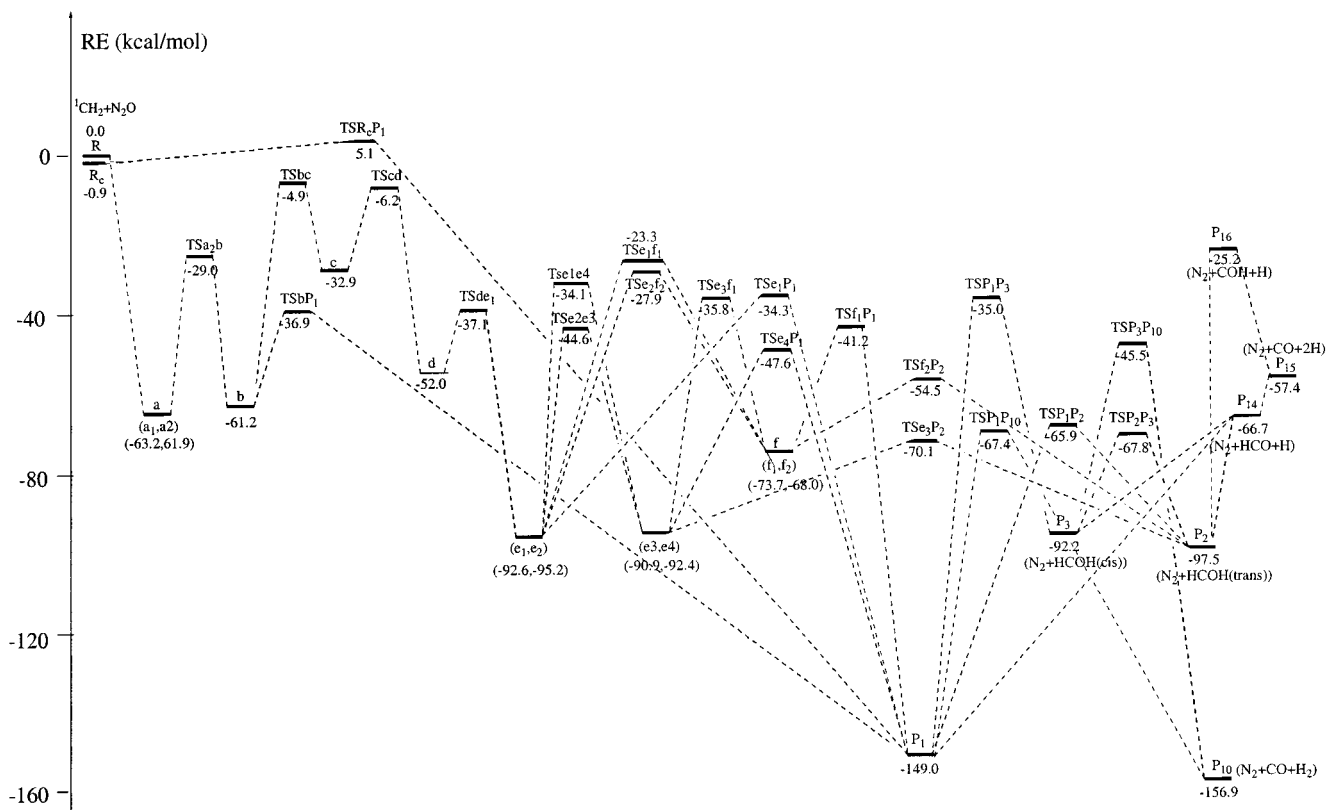 RE (kcal/mol)
¹CH₂+N₂O
0.0
R
R꜀
-0.9
0
-40
-80
-120
-160
TSR꜀P₁
5.1
TSa₂b
-29.0
TSbc
-4.9
TScd
-6.2
c
-32.9
TSbP₁
-36.9
a
(a₁,a2)
(-63.2,61.9)
b
-61.2
d
-52.0
TSde₁
-37.1
Tse1e4
-34.1
TSe2e3
-44.6
-23.3
TSe₁f₁
TSe₂f₂
-27.9
TSe₃f₁
-35.8
TSe₁P₁
-34.3
TSe₄P₁
-47.6
TSf₁P₁
-41.2
(e₁,e₂)
(-92.6,-95.2)
(e3,e4)
(-90.9,-92.4)
f
(f₁,f₂)
(-73.7,-68.0)
TSf₂P₂
-54.5
TSe₃P₂
-70.1
TSP₁P₃
-35.0
TSP₁P₁₀
-67.4
TSP₁P₂
-65.9
TSP₃P₁₀
-45.5
TSP₂P₃
-67.8
P₁₆
-25.2
(N₂+COH+H)
(N₂+CO+2H)
P₁₅
-57.4
P₁₄
-66.7
(N₂+HCO+H)
P₃
-92.2
(N₂+HCOH(cis))
P₂
-97.5
(N₂+HCOH(trans))
P₁
-149.0
P₁₀ (N₂+CO+H₂)
-156.9